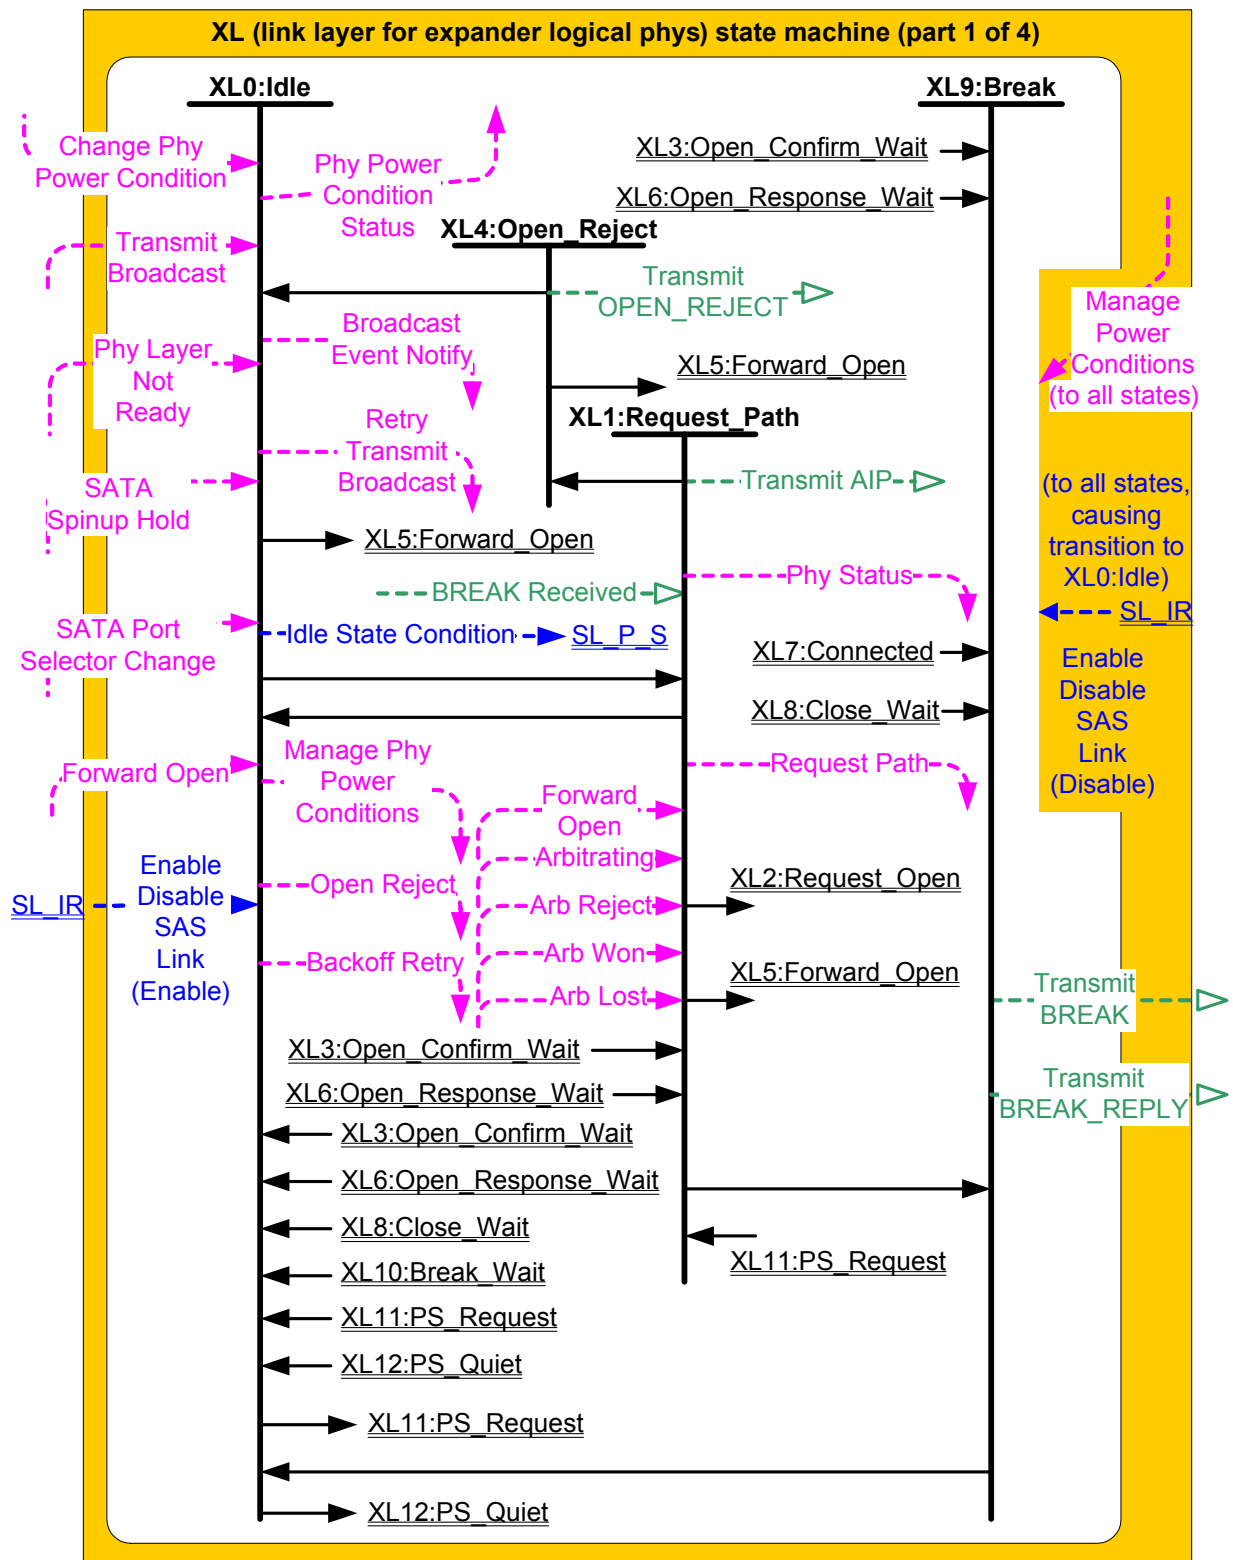 XL (link layer for expander logical phys) state machine (part 1 of 4)
XL0:Idle
XL9:Break
Change Phy
Power Condition
Phy Power
Condition
Status
XL3:Open_Confirm_Wait
XL6:Open_Response_Wait
XL4:Open_Reject
Transmit
Broadcast
Transmit
OPEN_REJECT
Manage
Power
Conditions
(to all states)
Broadcast
Event Notify
Phy Layer
Not
Ready
XL5:Forward_Open
XL1:Request_Path
Retry
Transmit
Broadcast
Transmit AIP
SATA
Spinup Hold
(to all states,
causing
transition to
XL0:Idle)
XL5:Forward_Open
Phy Status
BREAK Received
SL_IR
SATA Port
Selector Change
Idle State Condition
SL_P_S
XL7:Connected
Enable
Disable
SAS
Link
(Disable)
XL8:Close_Wait
Forward Open
Manage Phy
Power
Conditions
Request Path
Forward
Open
Arbitrating
Enable
Disable
SAS
Link
(Enable)
SL_IR
Open Reject
XL2:Request_Open
Arb Reject
Backoff Retry
Arb Won
XL5:Forward_Open
Arb Lost
Transmit
BREAK
XL3:Open_Confirm_Wait
XL6:Open_Response_Wait
Transmit
BREAK_REPLY
XL3:Open_Confirm_Wait
XL6:Open_Response_Wait
XL8:Close_Wait
XL11:PS_Request
XL10:Break_Wait
XL11:PS_Request
XL12:PS_Quiet
XL11:PS_Request
XL12:PS_Quiet